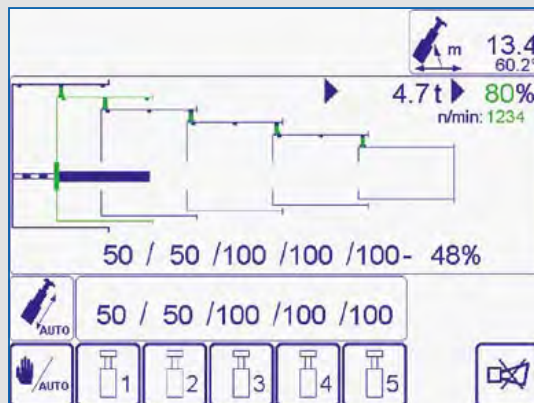 m 13.4
60.2°
4.7t 80%
n/min: 1234
50 / 50 /100 /100 /100- 48%
AUTO 50 / 50 /100 /100 /100
/AUTO 1 2 3 4 5